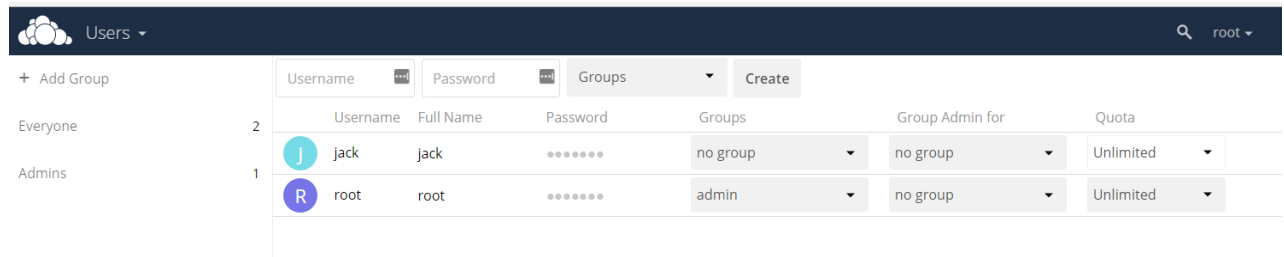 Users root
+ Add Group Username Password Groups Create
Username Full Name Password Groups Group Admin for Quota
Everyone 2
J jack jack ●●●●●●● no group no group Unlimited
Admins 1
R root root ●●●●●●● admin no group Unlimited